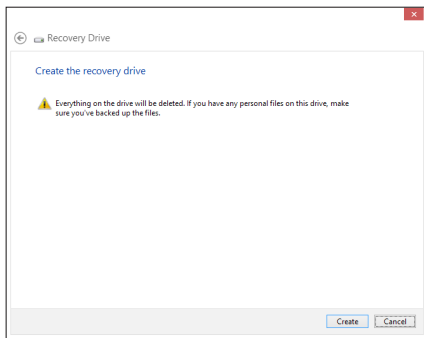 Recovery Drive
Create the recovery drive
Everything on the drive will be deleted. If you have any personal files on this drive, make
sure you've backed up the files.
Create Cancel